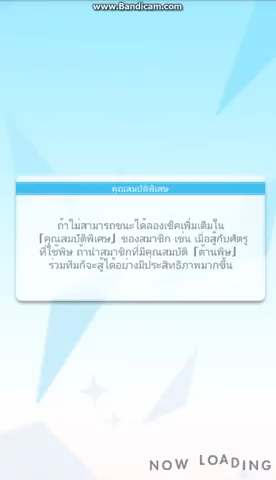 www.Bandicam.com
คุณสมบัติพิเศษ
ถ้าไม่สามารถชนะได้ลองเช็คเพิ่มเติมใน
「คุณสมบัติพิเศษ」 ของสมาชิก เช่น เมื่อสู้กับศัตรู
ที่ใช้พิษ ถ้านำสมาชิกที่มีคุณสมบัติ 「ต้านพิษ」
ร่วมทีมก็จะสู้ได้อย่างมีประสิทธิภาพมากขึ้น
NOW LOADING